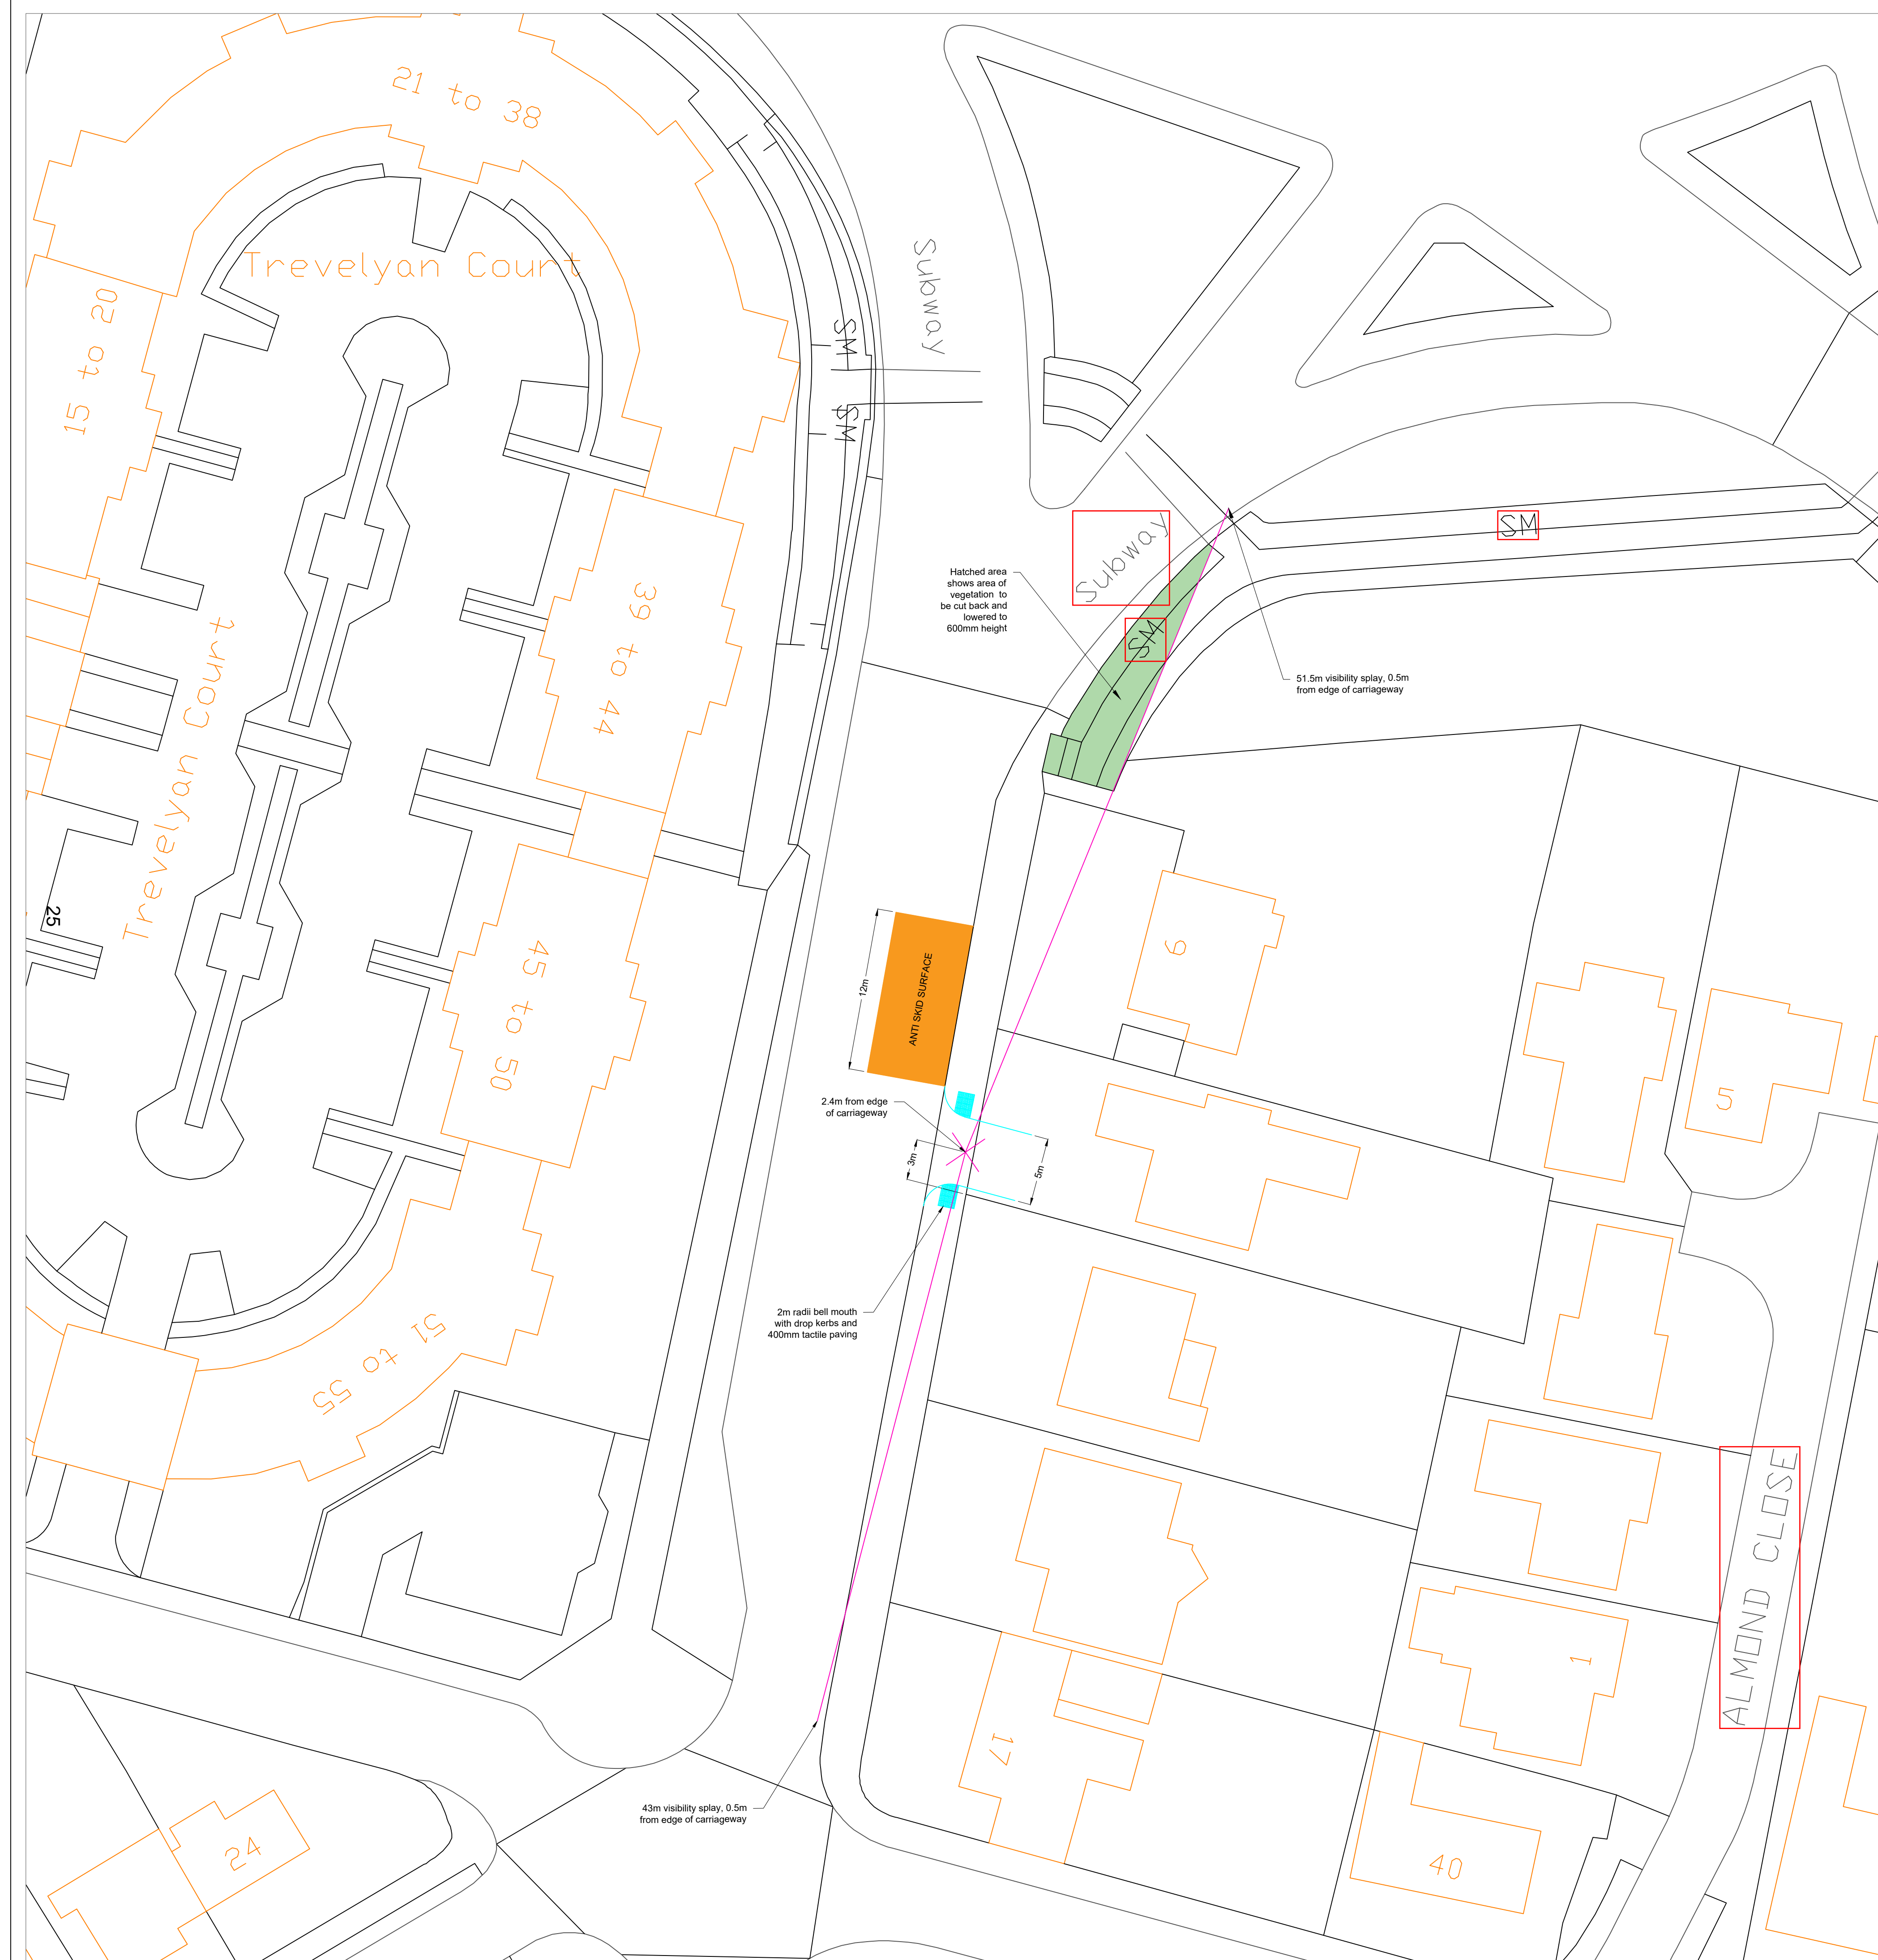 21 to 38
Trevelyan Court
15 to 20
Subway
SM
SM
SM
Subway
Hatched area
shows area of
vegetation to
be cut back and
lowered to
600mm height
SM
39 to 44
Trevelyan Court
51.5m visibility splay, 0.5m
from edge of carriageway
25
9
12m
ANTI SKID SURFACE
45 to 50
5
2.4m from edge
of carriageway
3m
5m
2m radii bell mouth
with drop kerbs and
400mm tactile paving
51 to 55
ALMOND CLOSE
1
17
43m visibility splay, 0.5m
from edge of carriageway
24
40